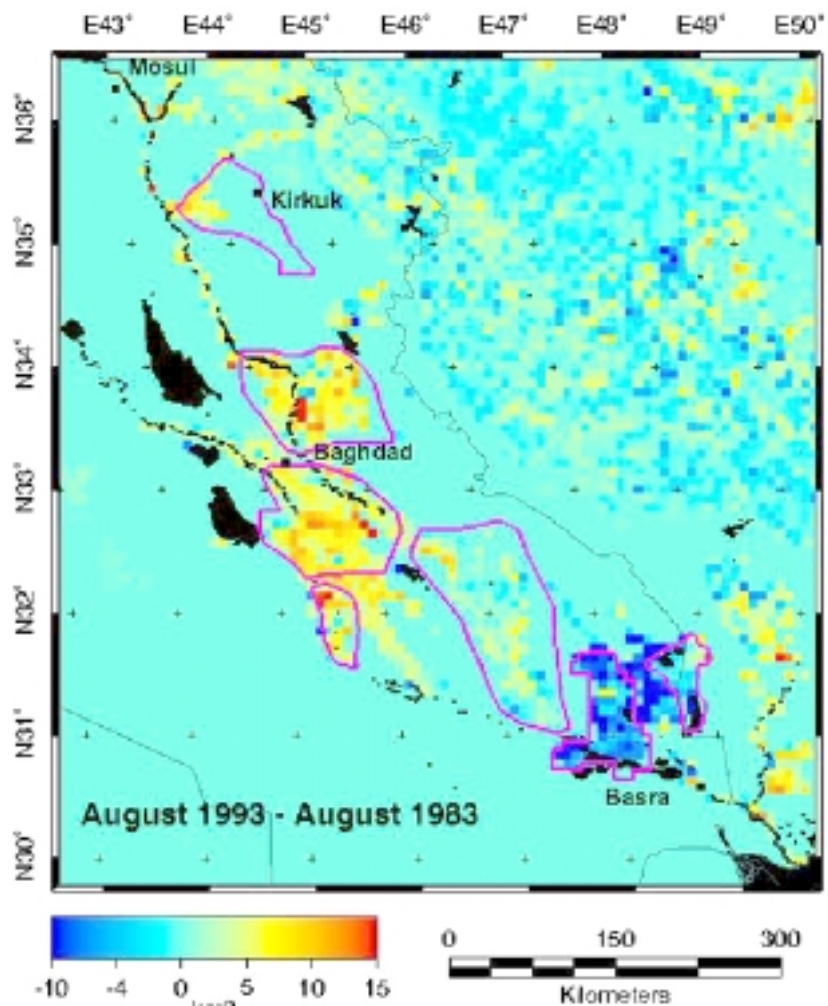 E43° E44° E45° E46° E47° E48° E49° E50°
N36°
N35°
N34°
N33°
N32°
N31°
N30°
Mosul
Kirkuk
Baghdad
Basra
August 1993 - August 1983
-10 -4 0 5 10 15
km2
0 150 300
Kilometers